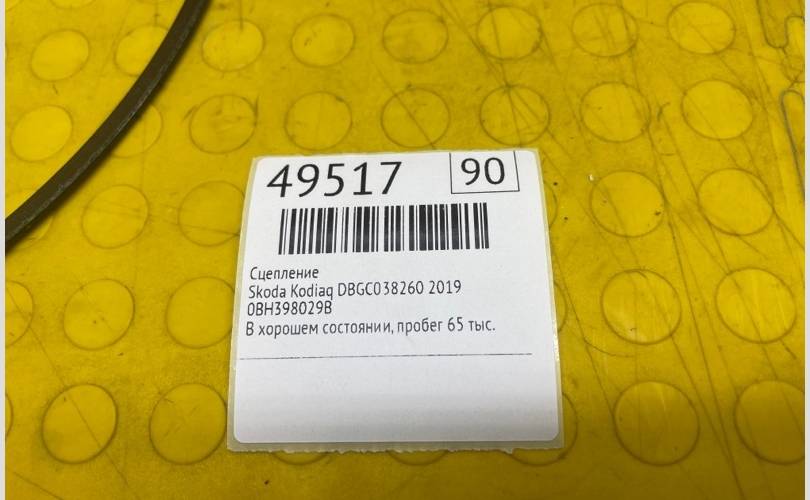 49517 90
Сцепление
Skoda Kodiaq DBGC038260 2019
0BH398029B
В хорошем состоянии, пробег 65 тыс.